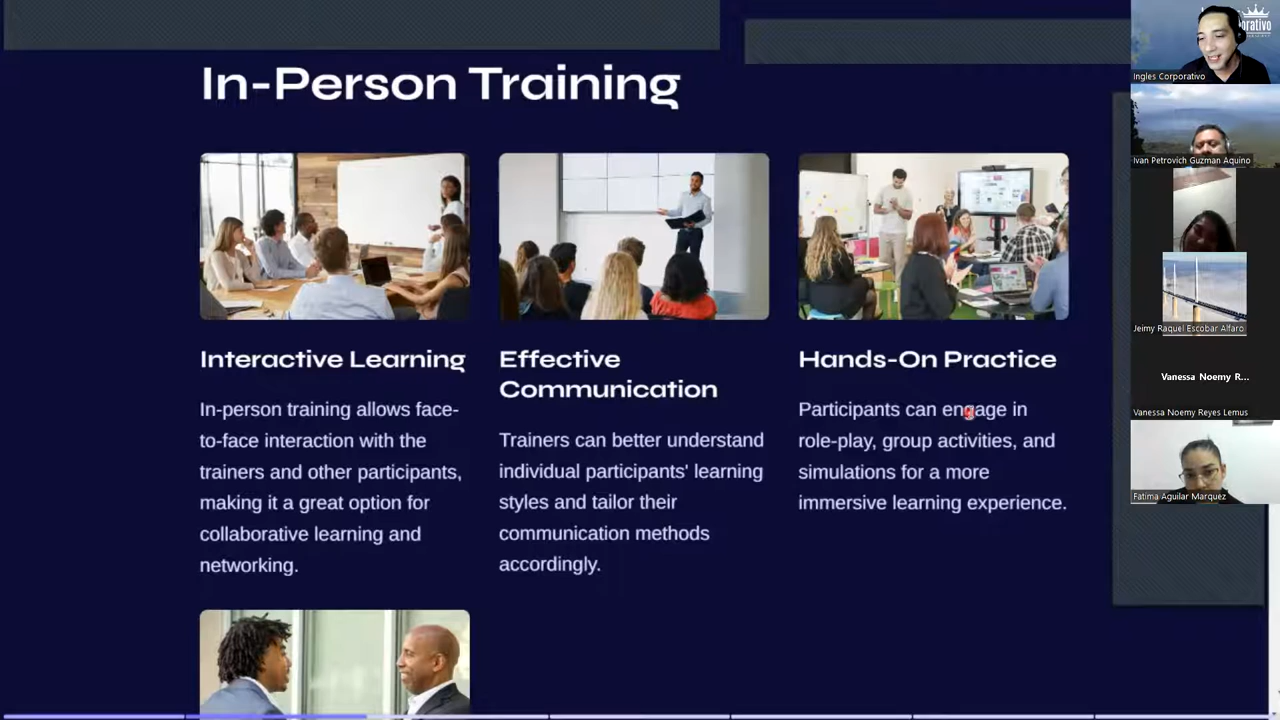 In-Person Training
Interactive Learning
In-person training allows face-
to-face interaction with the
trainers and other participants,
making it a great option for
collaborative learning and
networking.
Effective
Communication
Trainers can better understand
individual participants' learning
styles and tailor their
communication methods
accordingly.
Hands-On Practice
Participants can engage in
role-play, group activities, and
simulations for a more
immersive learning experience.
Ingles Corporativo
Ivan Petrovich Guzman Aquino
Jeimy Raquel Escobar Alfaro
Vanessa Noemy R...
Vanessa Noemy Reyes Lemus
Fatima Aguilar Marquez